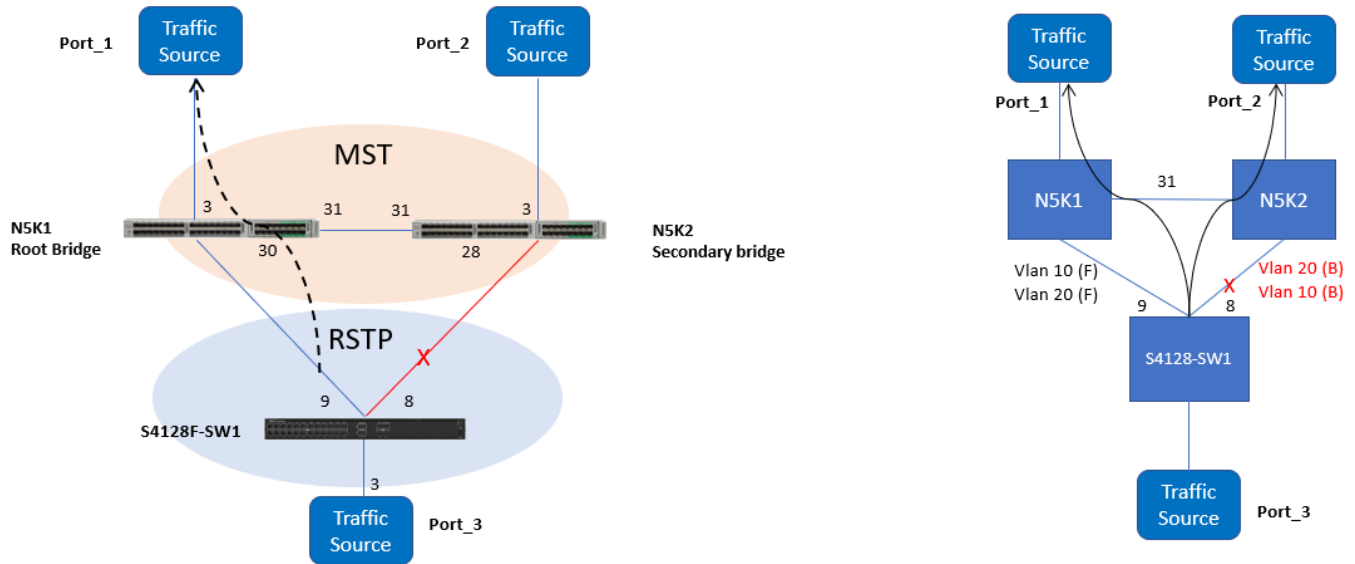 Traffic
Source
Port_1
Traffic
Source
Port_2
MST
3
31
31
3
N5K1
Root Bridge
30
28
N5K2
Secondary bridge
RSTP
X
9
8
S4128F-SW1
3
Traffic
Source
Port_3
Traffic
Source
Traffic
Source
Port_1
Port_2
31
N5K1
N5K2
Vlan 10 (F)
Vlan 20 (F)
Vlan 20 (B)
Vlan 10 (B)
X
9
8
S4128-SW1
Traffic
Source
Port_3